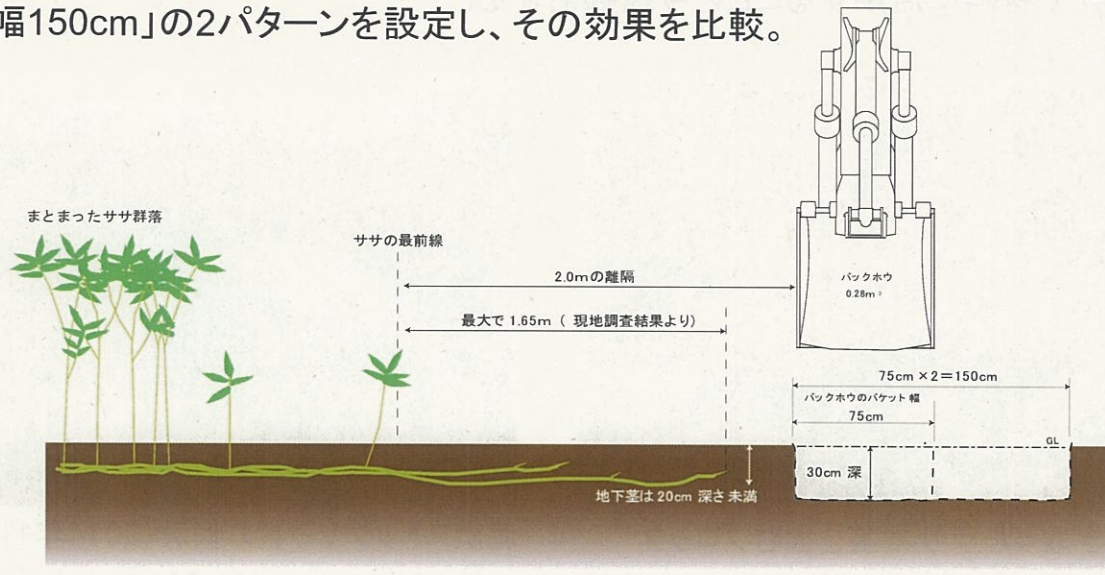 幅150cm」の2パターンを設定し、その効果を比較。
まとまったササ群落
ササの最前線
2.0mの離隔
最大で1.65m（ 現地調査結果より）
バックホウ
0.28m³
75cm ×2＝150cm
バックホウのバケット幅
75cm
GL
30cm 深
地下茎は20cm 深さ未満